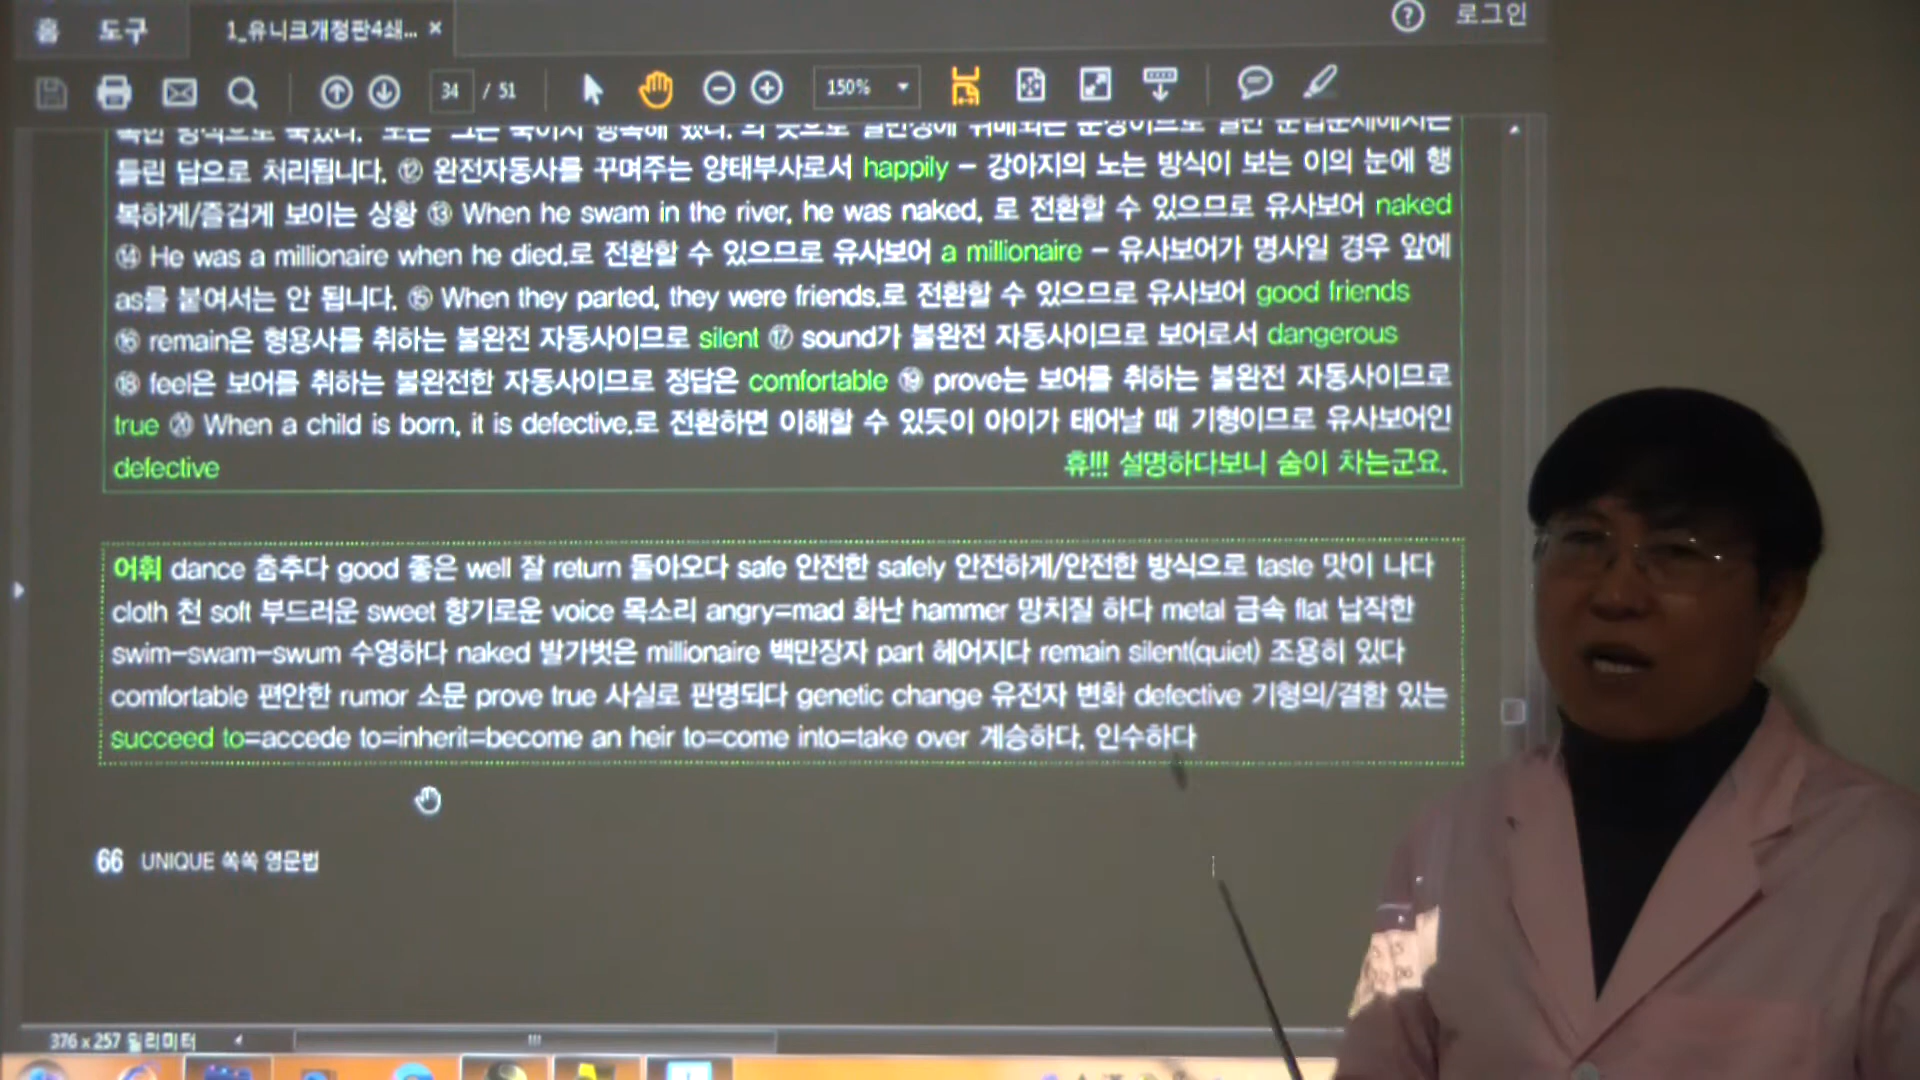 홈 도구 1_유니크개정판4쇄... × ? 로그인
34 / 51 150%
틀린 답으로 처리됩니다. ⑫ 완전자동사를 꾸며주는 양태부사로서 happily – 강아지의 노는 방식이 보는 이의 눈에 행
복하게/즐겁게 보이는 상황 ⑬ When he swam in the river, he was naked. 로 전환할 수 있으므로 유사보어 naked
⑭ He was a millionaire when he died.로 전환할 수 있으므로 유사보어 a millionaire – 유사보어가 명사일 경우 앞에
as를 붙여서는 안 됩니다. ⑮ When they parted, they were friends.로 전환할 수 있으므로 유사보어 good friends
⑯ remain은 형용사를 취하는 불완전 자동사이므로 silent ⑰ sound가 불완전 자동사이므로 보어로서 dangerous
⑱ feel은 보어를 취하는 불완전한 자동사이므로 정답은 comfortable ⑲ prove는 보어를 취하는 불완전 자동사이므로
true ⑳ When a child is born, it is defective.로 전환하면 이해할 수 있듯이 아이가 태어날 때 기형이므로 유사보어인
defective 휴!!! 설명하다보니 숨이 차는군요.
어휘 dance 춤추다 good 좋은 well 잘 return 돌아오다 safe 안전한 safely 안전하게/안전한 방식으로 taste 맛이 나다
cloth 천 soft 부드러운 sweet 향기로운 voice 목소리 angry=mad 화난 hammer 망치질 하다 metal 금속 flat 납작한
swim–swam–swum 수영하다 naked 발가벗은 millionaire 백만장자 part 헤어지다 remain silent(quiet) 조용히 있다
comfortable 편안한 rumor 소문 prove true 사실로 판명되다 genetic change 유전자 변화 defective 기형의/결함 있는
succeed to=accede to=inherit=become an heir to=come into=take over 계승하다, 인수하다
66 UNIQUE 쏙쏙 영문법
376 x 257 밀리미터